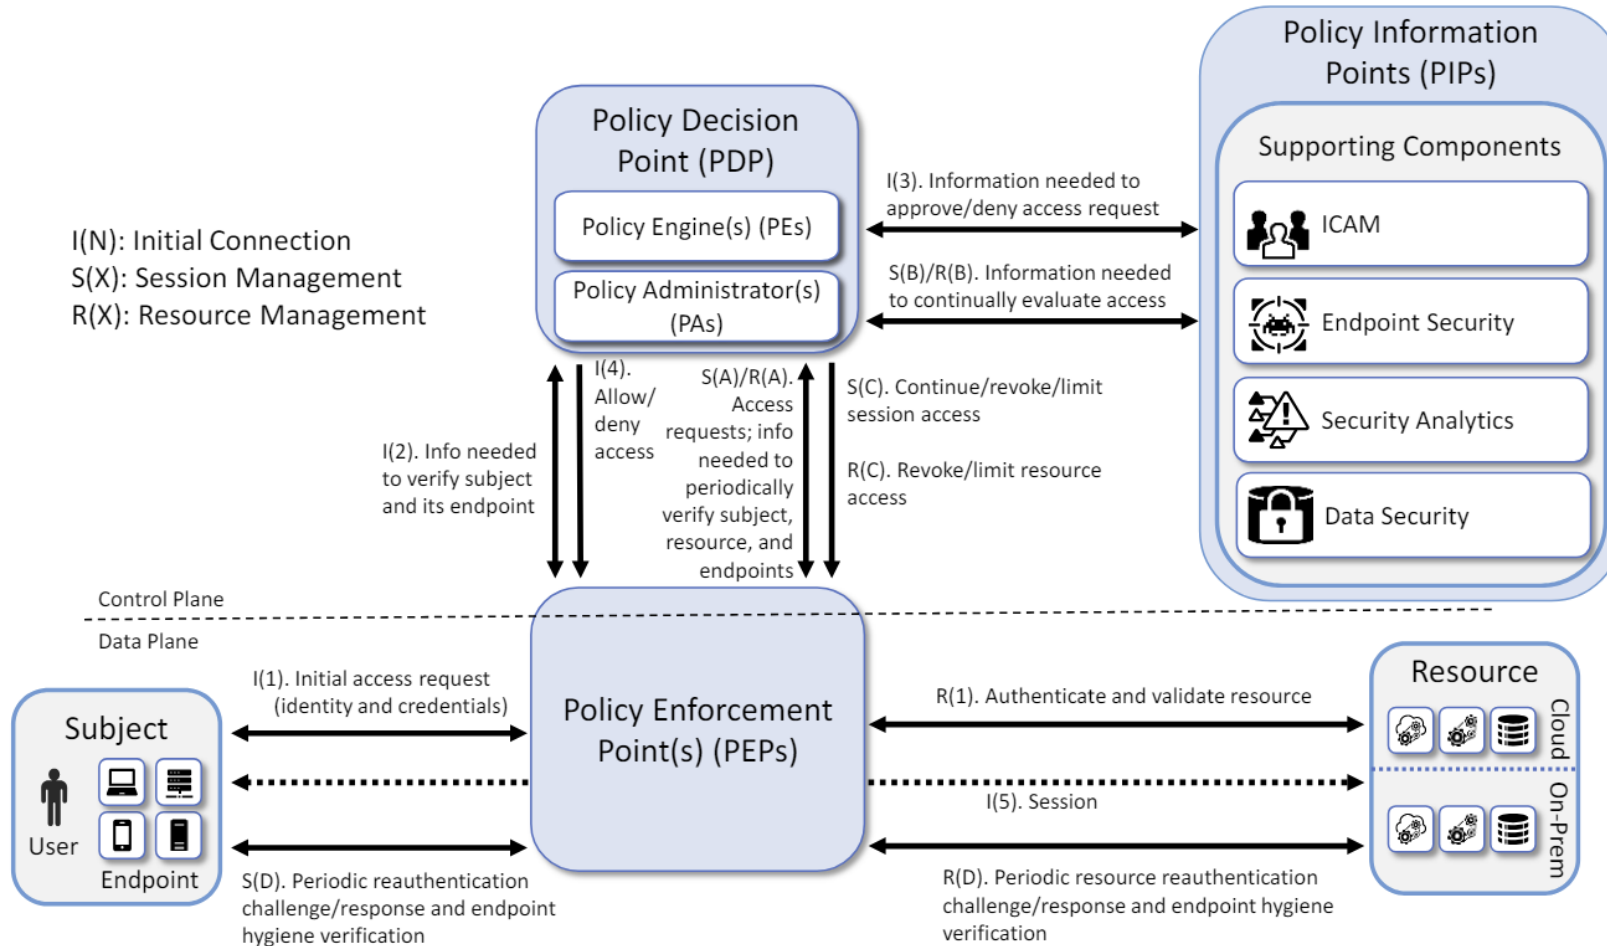 Policy Information
Points (PIPs)
Supporting Components
ICAM
Endpoint Security
Security Analytics
Data Security
Policy Decision
Point (PDP)
Policy Engine(s) (PEs)
Policy Administrator(s)
(PAs)
I(3). Information needed to
approve/deny access request
S(B)/R(B). Information needed
to continually evaluate access
I(N): Initial Connection
S(X): Session Management
R(X): Resource Management
I(2). Info needed
to verify subject
and its endpoint
I(4).
Allow/
deny
access
S(A)/R(A).
Access
requests; info
needed to
periodically
verify subject,
resource, and
endpoints
S(C). Continue/revoke/limit
session access
R(C). Revoke/limit resource
access
Control Plane
Data Plane
Subject
User
Endpoint
I(1). Initial access request
(identity and credentials)
S(D). Periodic reauthentication
challenge/response and endpoint
hygiene verification
Policy Enforcement
Point(s) (PEPs)
R(1). Authenticate and validate resource
I(5). Session
R(D). Periodic resource reauthentication
challenge/response and endpoint hygiene
verification
Resource
Cloud
On-Prem